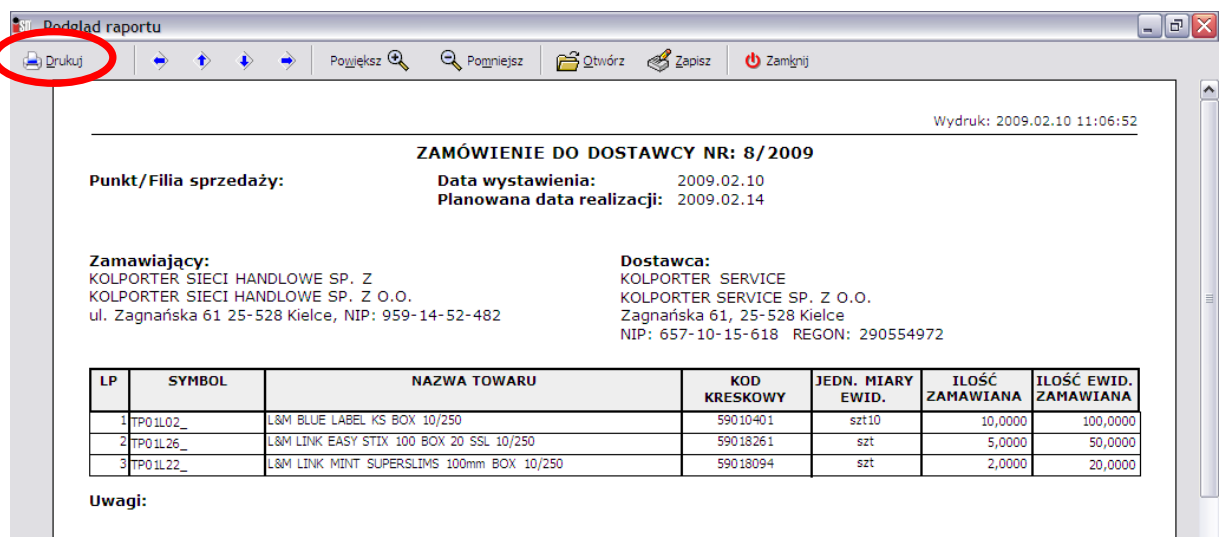 Podgląd raportu
Drukuj Powiększ Pomniejsz Otwórz Zapisz Zamknij
Wydruk: 2009.02.10 11:06:52
ZAMÓWIENIE DO DOSTAWCY NR: 8/2009
Punkt/Filia sprzedaży: Data wystawienia: 2009.02.10
Planowana data realizacji: 2009.02.14
Zamawiający:
KOLPORTER SIECI HANDLOWE SP. Z
KOLPORTER SIECI HANDLOWE SP. Z O.O.
ul. Zagnańska 61 25-528 Kielce, NIP: 959-14-52-482
Dostawca:
KOLPORTER SERVICE
KOLPORTER SERVICE SP. Z O.O.
Zagnańska 61, 25-528 Kielce
NIP: 657-10-15-618 REGON: 290554972
LP SYMBOL NAZWA TOWARU KOD KRESKOWY JEDN. MIARY EWID. ILOŚĆ ZAMAWIANA ILOŚĆ EWID. ZAMAWIANA
1 TP01L02_ L&M BLUE LABEL KS BOX 10/250 59010401 szt10 10,0000 100,0000
2 TP01L26_ L&M LINK EASY STIX 100 BOX 20 SSL 10/250 59018261 szt 5,0000 50,0000
3 TP01L22_ L&M LINK MINT SUPERSLIMS 100mm BOX 10/250 59018094 szt 2,0000 20,0000
Uwagi: